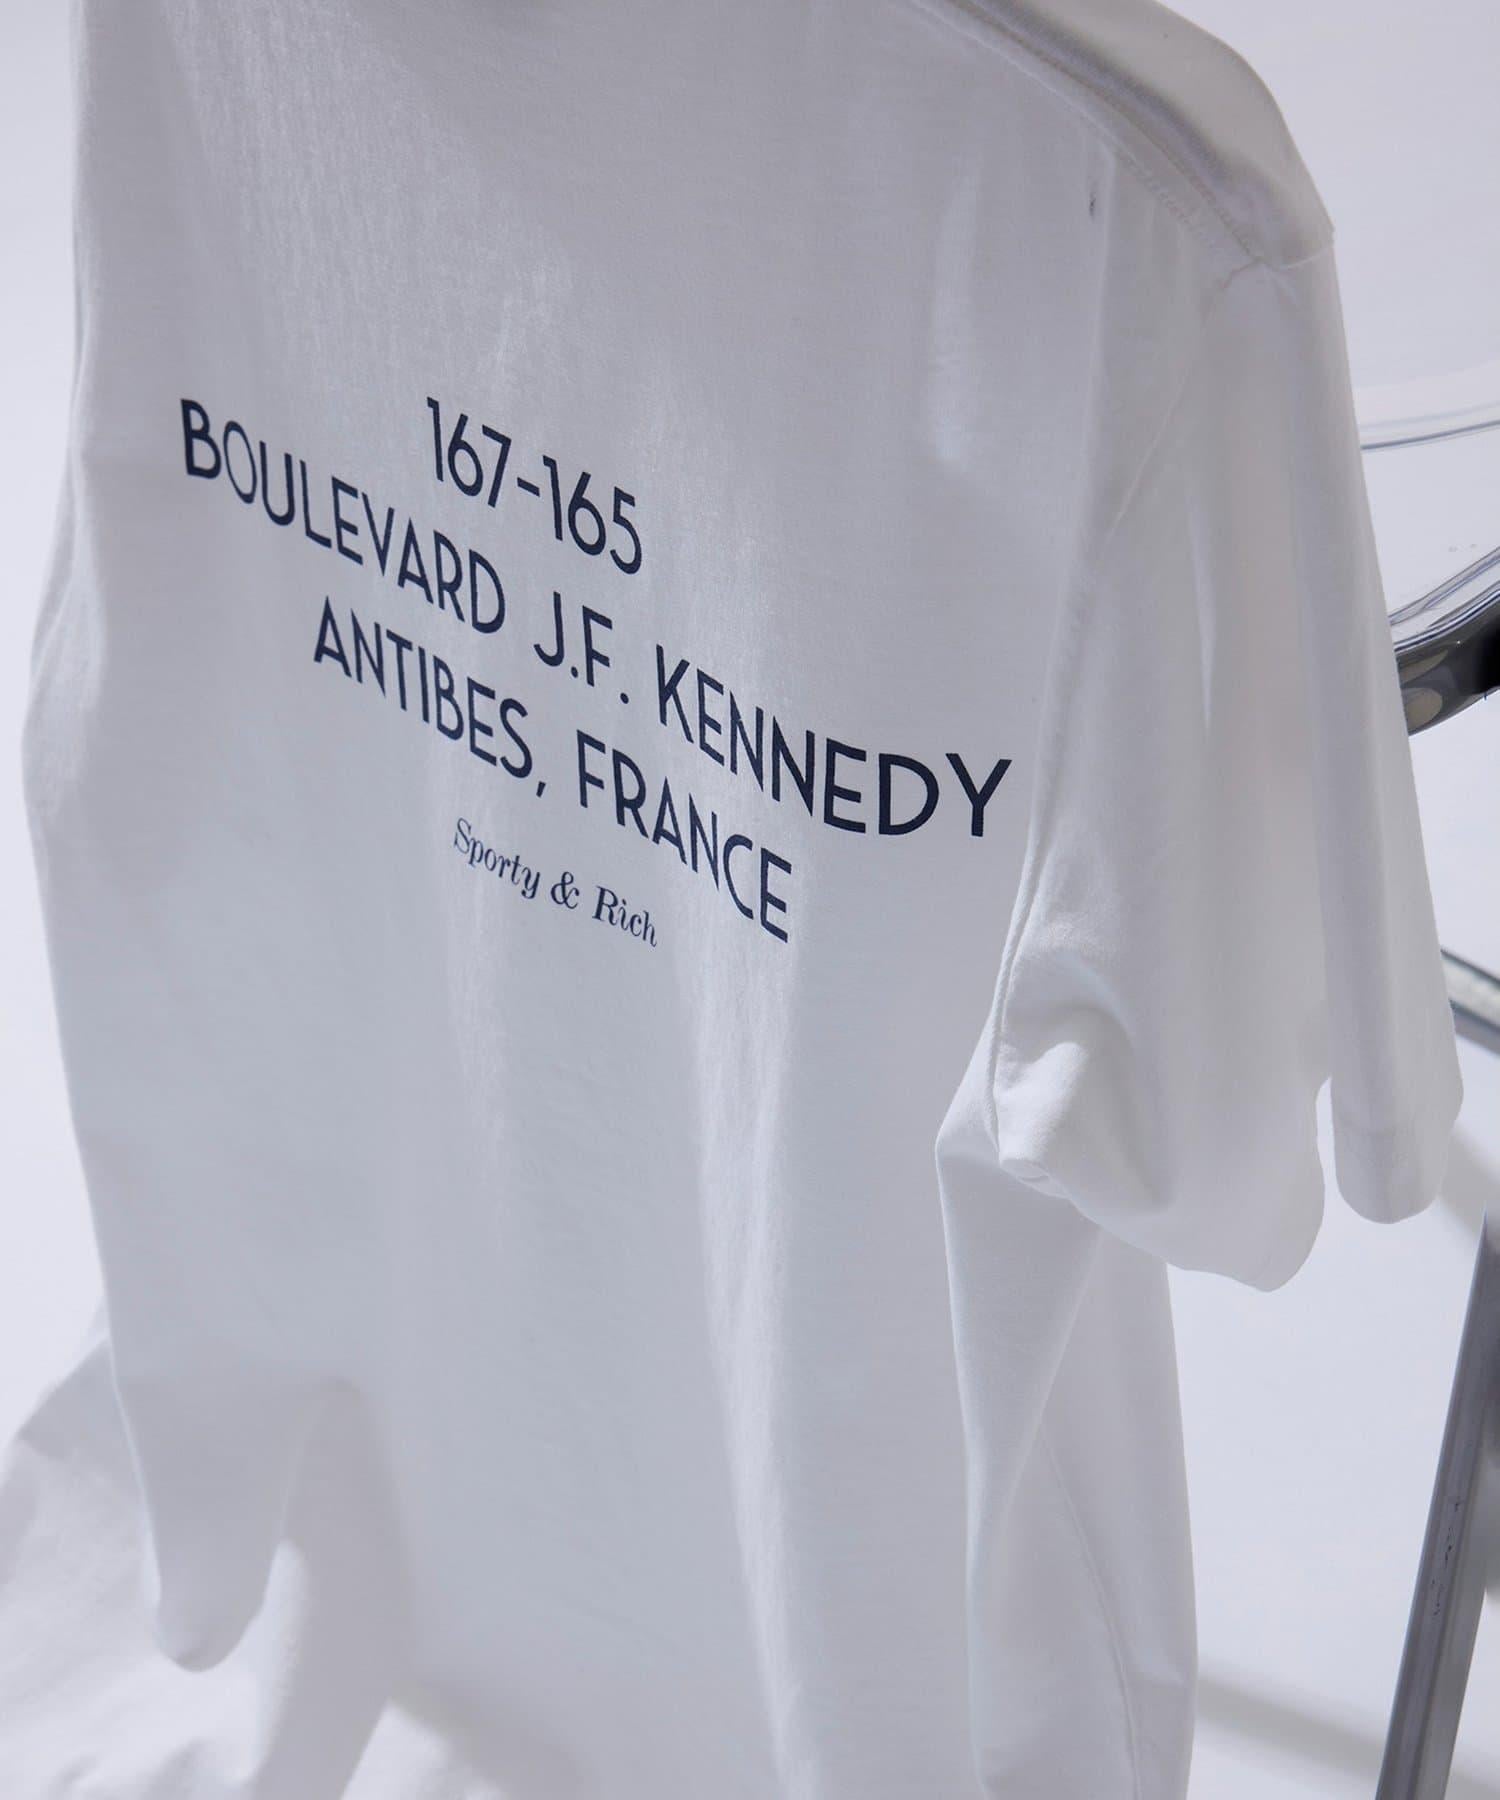 167-165
BOULEVARD J.F. KENNEDY
ANTIBES, FRANCE
Sporty & Rich